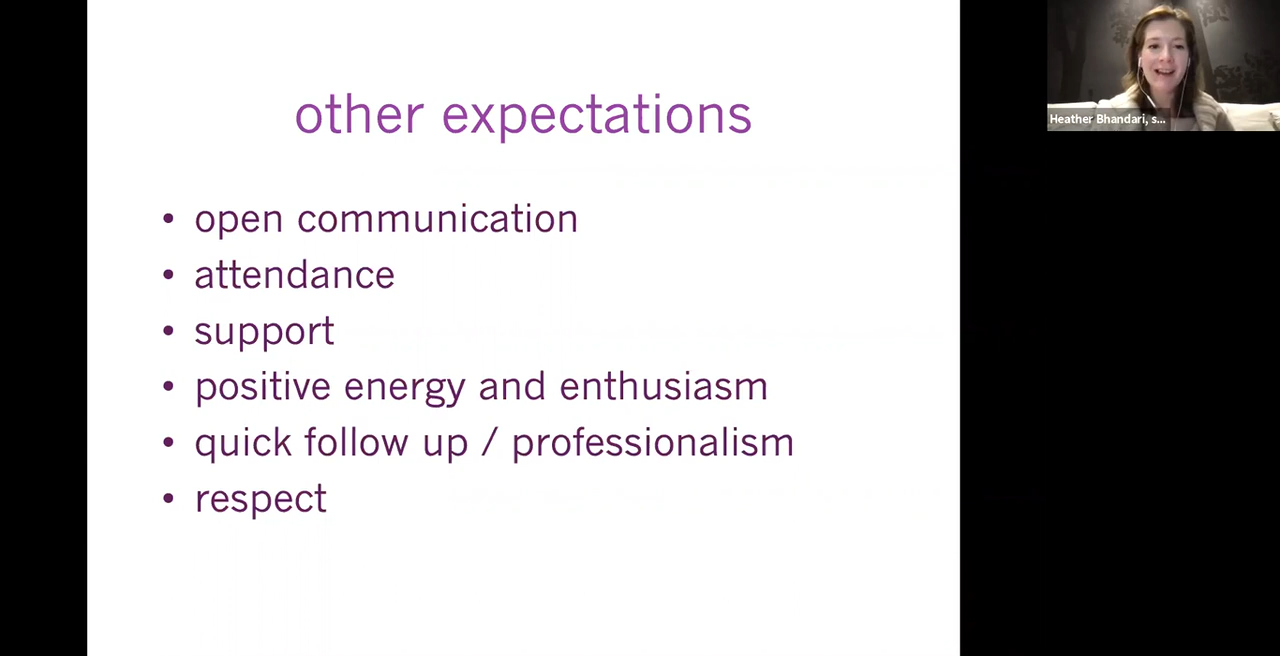 other expectations
• open communication
• attendance
• support
• positive energy and enthusiasm
• quick follow up / professionalism
• respect
Heather Bhandari, s...